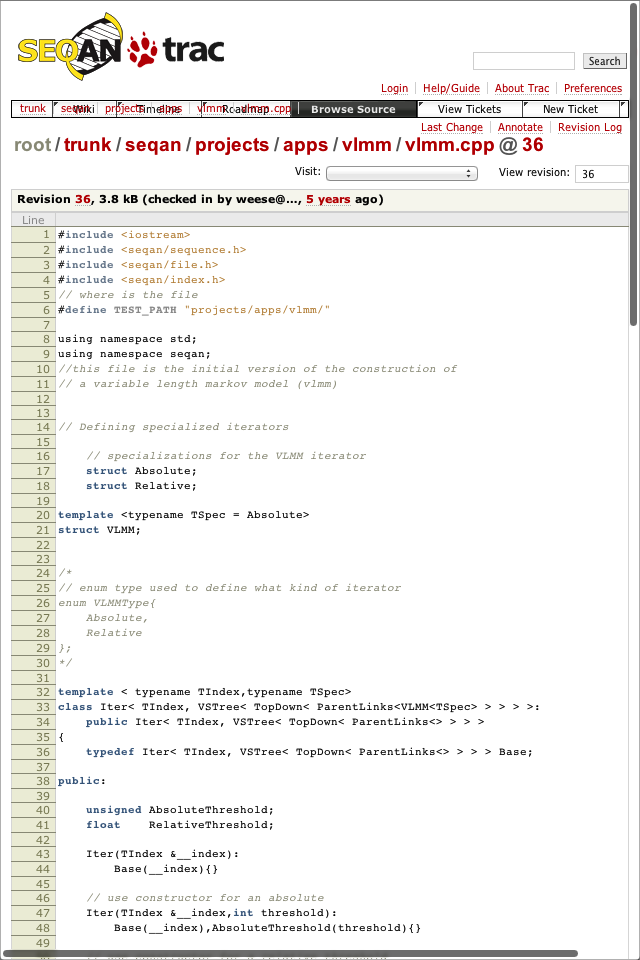 SEQAN trac
Search
Login Help/Guide About Trac Preferences
trunk seqan projects apps vlmm vlmm.cpp
Wiki Timeline Roadmap Browse Source View Tickets New Ticket
Last Change Annotate Revision Log
root/trunk/seqan/projects/apps/vlmm/vlmm.cpp @ 36
Visit: View revision: 36
Revision 36, 3.8 kB (checked in by weese@..., 5 years ago)
Line
1 #include <iostream>
2 #include <seqan/sequence.h>
3 #include <seqan/file.h>
4 #include <seqan/index.h>
5 // where is the file
6 #define TEST_PATH "projects/apps/vlmm/"
7
8 using namespace std;
9 using namespace seqan;
10 //this file is the initial version of the construction of
11 // a variable length markov model (vlmm)
12
13
14 // Defining specialized iterators
15
16     // specializations for the VLMM iterator
17     struct Absolute;
18     struct Relative;
19
20 template <typename TSpec = Absolute>
21 struct VLMM;
22
23
24 /*
25 // enum type used to define what kind of iterator
26 enum VLMMType{
27     Absolute,
28     Relative
29 };
30 */
31
32 template < typename TIndex,typename TSpec>
33 class Iter< TIndex, VSTree< TopDown< ParentLinks<VLMM<TSpec> > > > >:
34     public Iter< TIndex, VSTree< TopDown< ParentLinks<> > > >
35 {
36     typedef Iter< TIndex, VSTree< TopDown< ParentLinks<> > > > Base;
37
38 public:
39
40     unsigned AbsoluteThreshold;
41     float    RelativeThreshold;
42
43     Iter(TIndex &__index):
44         Base(__index){}
45
46     // use constructor for an absolute
47     Iter(TIndex &__index,int threshold):
48         Base(__index),AbsoluteThreshold(threshold){}
49